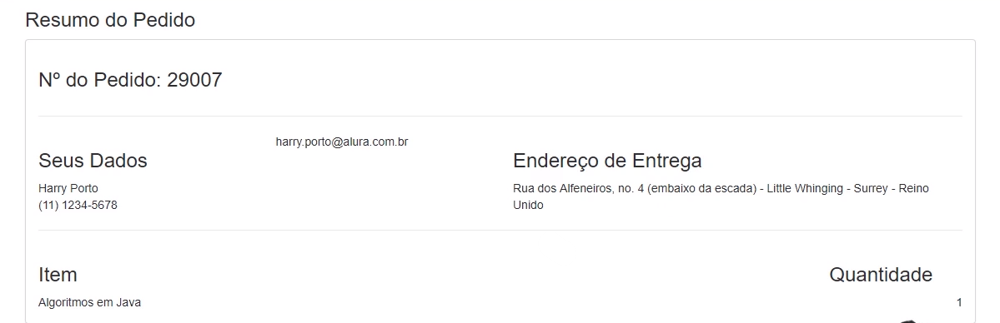 Resumo do Pedido
Nº do Pedido: 29007
harry.porto@alura.com.br
Seus Dados
Harry Porto
(11) 1234-5678
Endereço de Entrega
Rua dos Alfeneiros, no. 4 (embaixo da escada) - Little Whinging - Surrey - Reino
Unido
Item
Quantidade
Algoritmos em Java
1